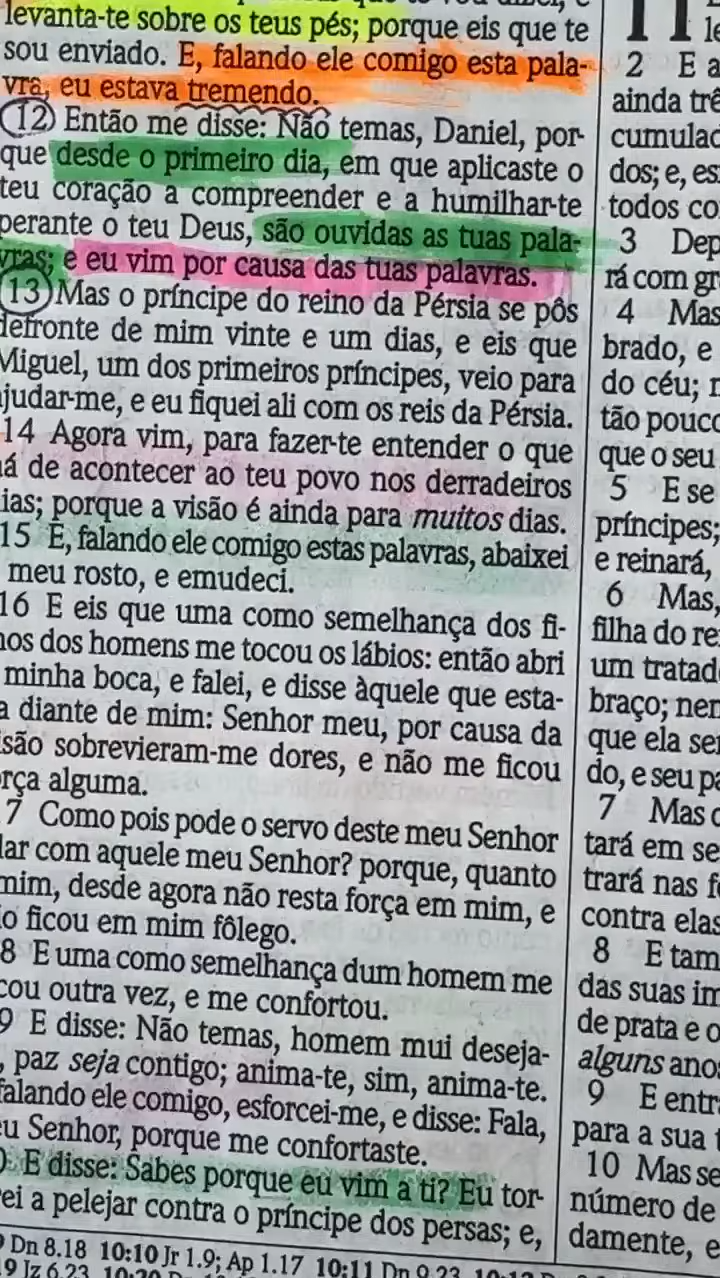 levanta-te sobre os teus pés; porque eis que te
sou enviado. E, falando ele comigo esta pala-
vra, eu estava tremendo.
12 Então me disse: Não temas, Daniel, por-
que desde o primeiro dia, em que aplicaste o
teu coração a compreender e a humilhar-te
perante o teu Deus, são ouvidas as tuas pala-
vras; e eu vim por causa das tuas palavras.
13 Mas o príncipe do reino da Pérsia se pôs
defronte de mim vinte e um dias, e eis que
Miguel, um dos primeiros príncipes, veio para
ajudar-me, e eu fiquei ali com os reis da Pérsia.
14 Agora vim, para fazer-te entender o que
há de acontecer ao teu povo nos derradeiros
ias; porque a visão é ainda para muitos dias.
15 E, falando ele comigo estas palavras, abaixei
meu rosto, e emudeci.
16 E eis que uma como semelhança dos fi-
hos dos homens me tocou os lábios: então abri
minha boca, e falei, e disse àquele que esta-
a diante de mim: Senhor meu, por causa da
isão sobrevieram-me dores, e não me ficou
orça alguma.
7 Como pois pode o servo deste meu Senhor
lar com aquele meu Senhor? porque, quanto
mim, desde agora não resta força em mim, e
o ficou em mim fôlego.
8 E uma como semelhança dum homem me
cou outra vez, e me confortou.
9 E disse: Não temas, homem mui deseja-
, paz seja contigo; anima-te, sim, anima-te.
falando ele comigo, esforcei-me, e disse: Fala,
eu Senhor, porque me confortaste.
0 E disse: Sabes porque eu vim a ti? Eu tor-
ei a pelejar contra o príncipe dos persas; e,
Dn 8.18 10:10 Jr 1.9; Ap 1.17 10:11 Dn 9.23
9 Jz 6.23
11
2 E a
ainda trê
cumulad
dos; e, es
todos co
3 Dep
rá com gr
4 Mas
brado, e
do céu; n
tão pouco
que o seu
5 E se
príncipes;
e reinará,
6 Mas,
filha do re
um tratad
braço; nem
que ela ser
do, e seu pa
7 Mas d
tará em se
trará nas f
contra elas
8 E tam
das suas im
de prata e o
alguns anos
9 E entr
para a sua t
10 Mas se
número de
damente, e